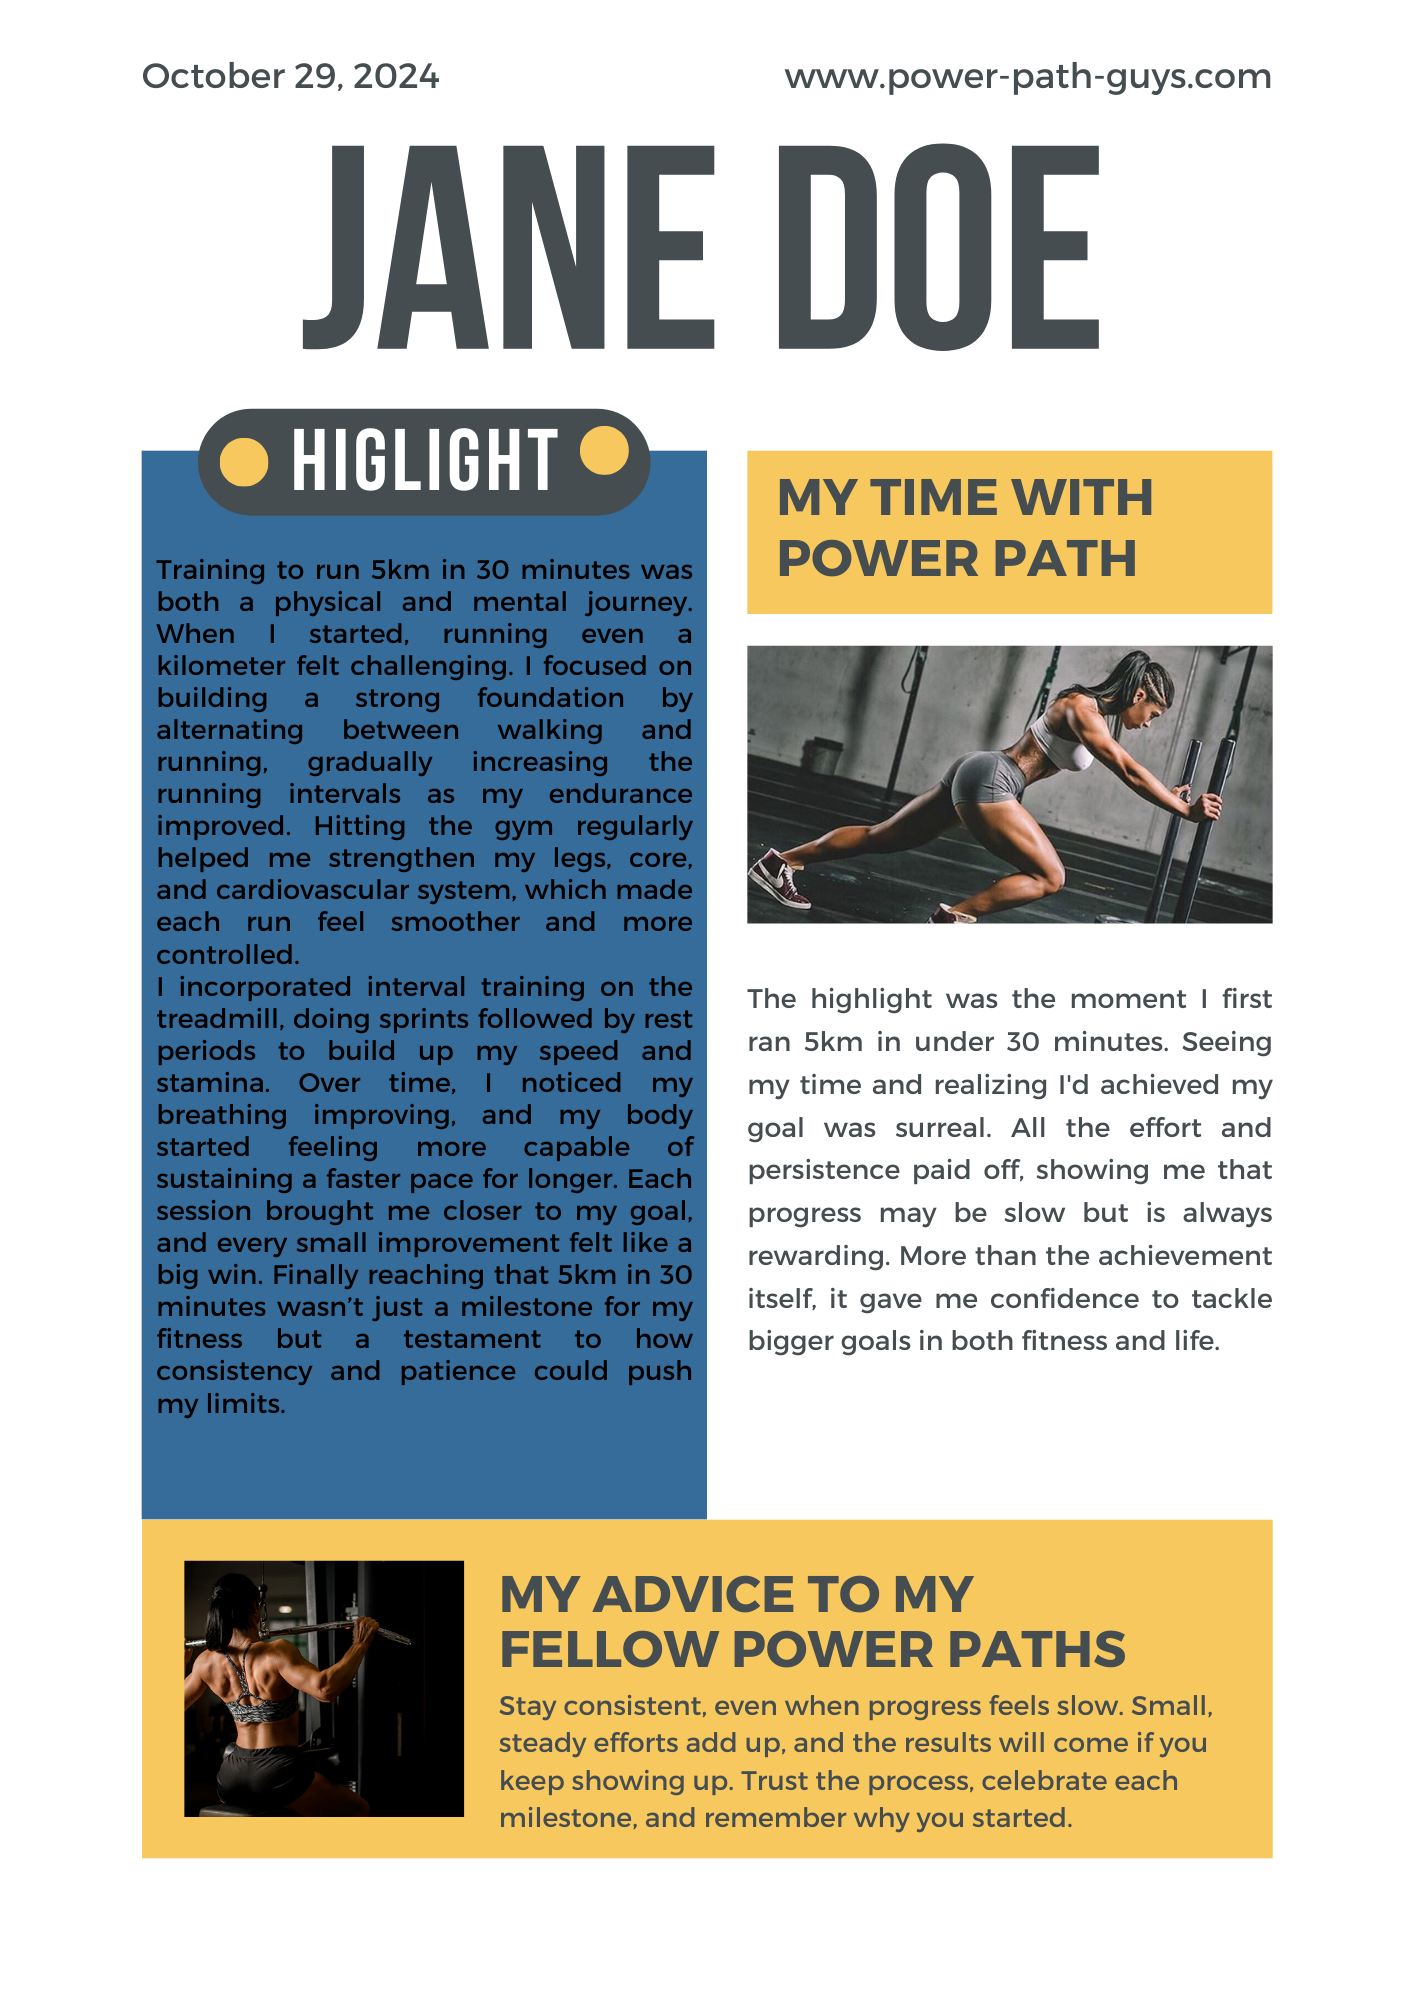 October 29, 2024
www.power-path-guys.com
JANE DOE
HIGLIGHT
Training to run 5km in 30 minutes was
both a physical and mental journey.
When I started, running even a
kilometer felt challenging. I focused on
building a strong foundation by
alternating between walking and
running, gradually increasing the
running intervals as my endurance
improved. Hitting the gym regularly
helped me strengthen my legs, core,
and cardiovascular system, which made
each run feel smoother and more
controlled.
I incorporated interval training on the
treadmill, doing sprints followed by rest
periods to build up my speed and
stamina. Over time, I noticed my
breathing improving, and my body
started feeling more capable of
sustaining a faster pace for longer. Each
session brought me closer to my goal,
and every small improvement felt like a
big win. Finally reaching that 5km in 30
minutes wasn’t just a milestone for my
fitness but a testament to how
consistency and patience could push
my limits.
MY TIME WITH
POWER PATH
The highlight was the moment I first
ran 5km in under 30 minutes. Seeing
my time and realizing I'd achieved my
goal was surreal. All the effort and
persistence paid off, showing me that
progress may be slow but is always
rewarding. More than the achievement
itself, it gave me confidence to tackle
bigger goals in both fitness and life.
MY ADVICE TO MY
FELLOW POWER PATHS
Stay consistent, even when progress feels slow. Small,
steady efforts add up, and the results will come if you
keep showing up. Trust the process, celebrate each
milestone, and remember why you started.